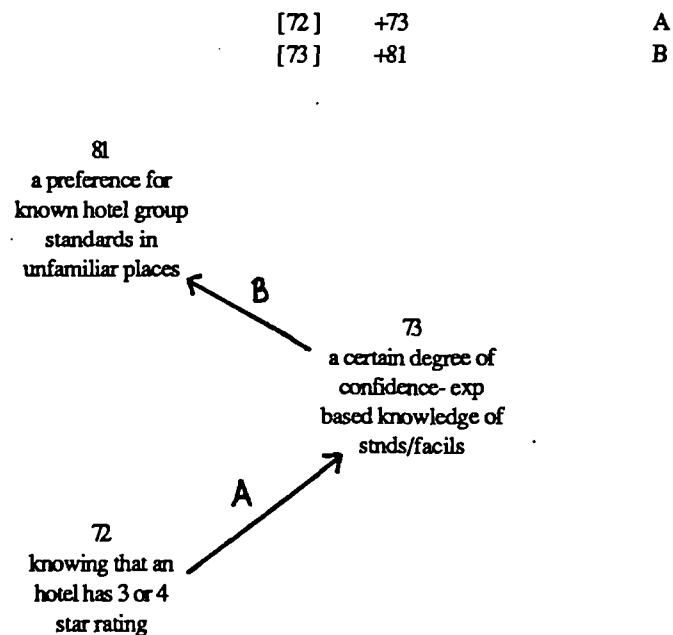 [72] +73 A
[73] +81 B
81
a preference for
known hotel group
standards in
unfamiliar places
B
73
a certain degree of
confidence- exp
based knowledge of
stnds/facils
A
72
knowing that an
hotel has 3 or 4
star rating